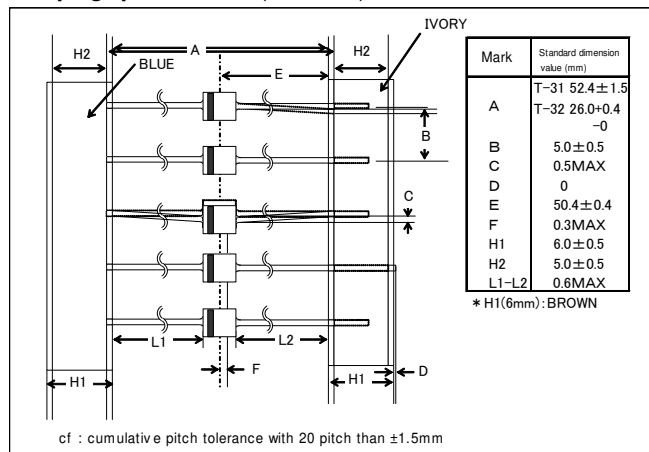 IVORY
H2
A
H2
BLUE
E
B
C
L1
L2
F
D
H1
H1
cf : cumulative pitch tolerance with 20 pitch than ±1.5mm
Mark Standard dimension value (mm)
A T-31 52.4±1.5
T-32 26.0+0.4
-0
B 5.0±0.5
C 0.5MAX
D 0
E 50.4±0.4
F 0.3MAX
H1 6.0±0.5
H2 5.0±0.5
L1-L2 0.6MAX
* H1(6mm):BROWN